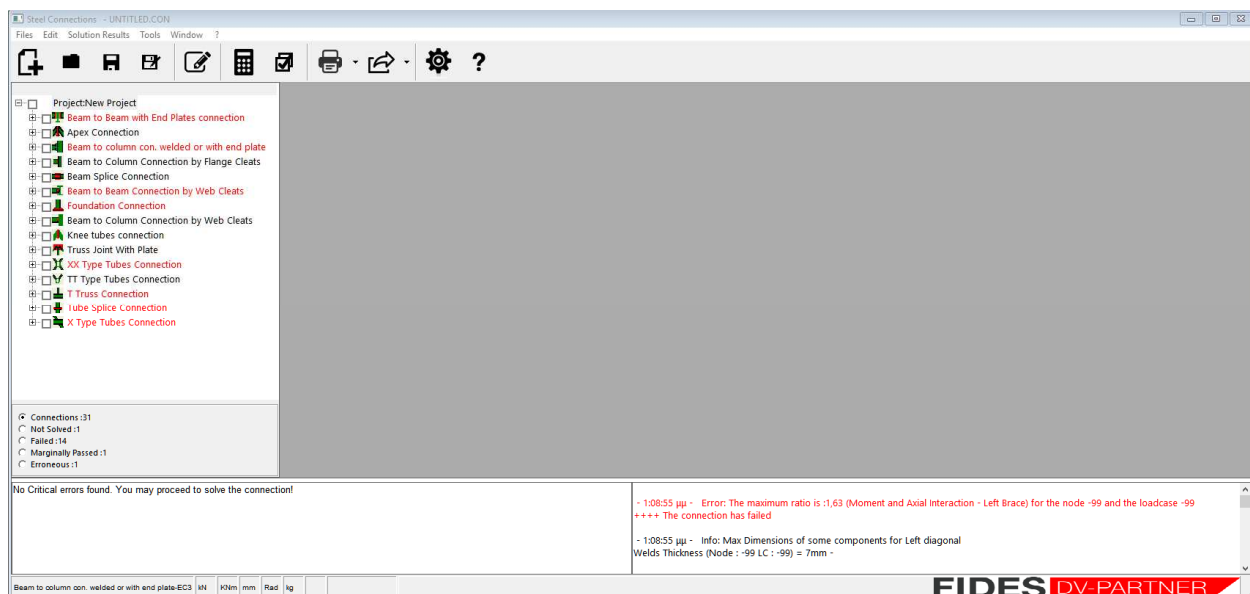 Steel Connections - UNTITLED.CON
Files Edit Solution Results Tools Window ?
Project:New Project
Beam to Beam with End Plates connection
Apex Connection
Beam to column con. welded or with end plate
Beam to Column Connection by Flange Cleats
Beam Splice Connection
Beam to Beam Connection by Web Cleats
Foundation Connection
Beam to Column Connection by Web Cleats
Knee tubes connection
Truss Joint With Plate
XX Type Tubes Connection
TT Type Tubes Connection
T Truss Connection
Tube Splice Connection
X Type Tubes Connection
Connections :31
Not Solved :1
Failed :14
Marginally Passed :1
Erroneous :1
No Critical errors found. You may proceed to solve the connection!
- 1:08:55 μμ - Error: The maximum ratio is :1,63 (Moment and Axial Interaction - Left Brace) for the node -99 and the loadcase -99
++++ The connection has failed
- 1:08:55 μμ - Info: Max Dimensions of some components for Left diagonal
Welds Thickness (Node : -99 LC : -99) = 7mm -
Beam to column con. welded or with end plate-EC3 kN KNm mm Rad kg
FIDES DV-PARTNER